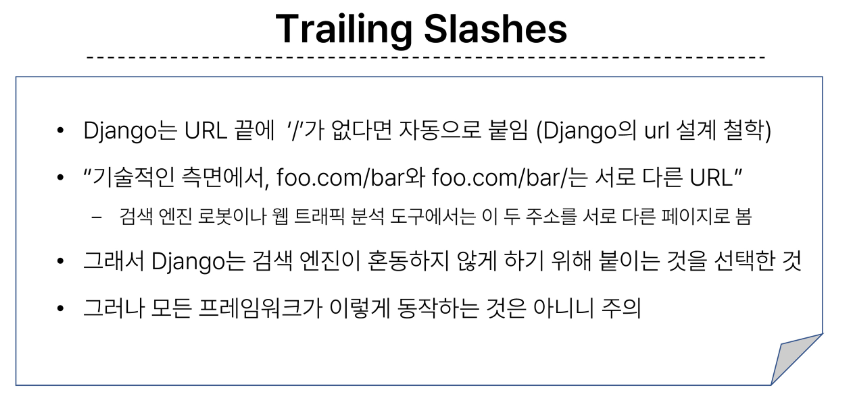 Trailing Slashes
• Django는 URL 끝에 '/'가 없다면 자동으로 붙임 (Django의 url 설계 철학)
• "기술적인 측면에서, foo.com/bar와 foo.com/bar/는 서로 다른 URL"
– 검색 엔진 로봇이나 웹 트래픽 분석 도구에서는 이 두 주소를 서로 다른 페이지로 봄
• 그래서 Django는 검색 엔진이 혼동하지 않게 하기 위해 붙이는 것을 선택한 것
• 그러나 모든 프레임워크가 이렇게 동작하는 것은 아니니 주의